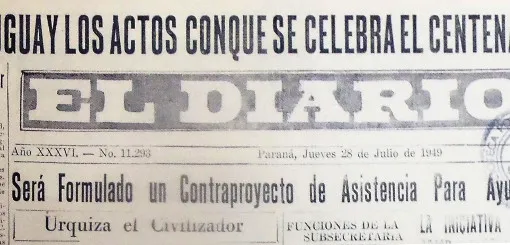 GUAY LOS ACTOS CONQUE SE CELEBRA EL CENTENA
EL DIARIO
Año XXXVI. — No. 11.293 Paraná, Jueves 28 de Julio de 1949
Será Formulado un Contraproyecto de Asistencia Para Ayu
Urquiza el Civilizador
FUNCIONES DE LA
SUBSECRETARIA
LA INICIATIVA